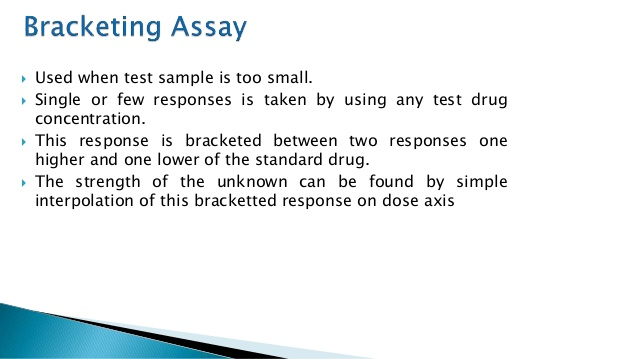 Bracketing Assay
Used when test sample is too small.
Single or few responses is taken by using any test drug
concentration.
This response is bracketed between two responses one
higher and one lower of the standard drug.
The strength of the unknown can be found by simple
interpolation of this bracketted response on dose axis